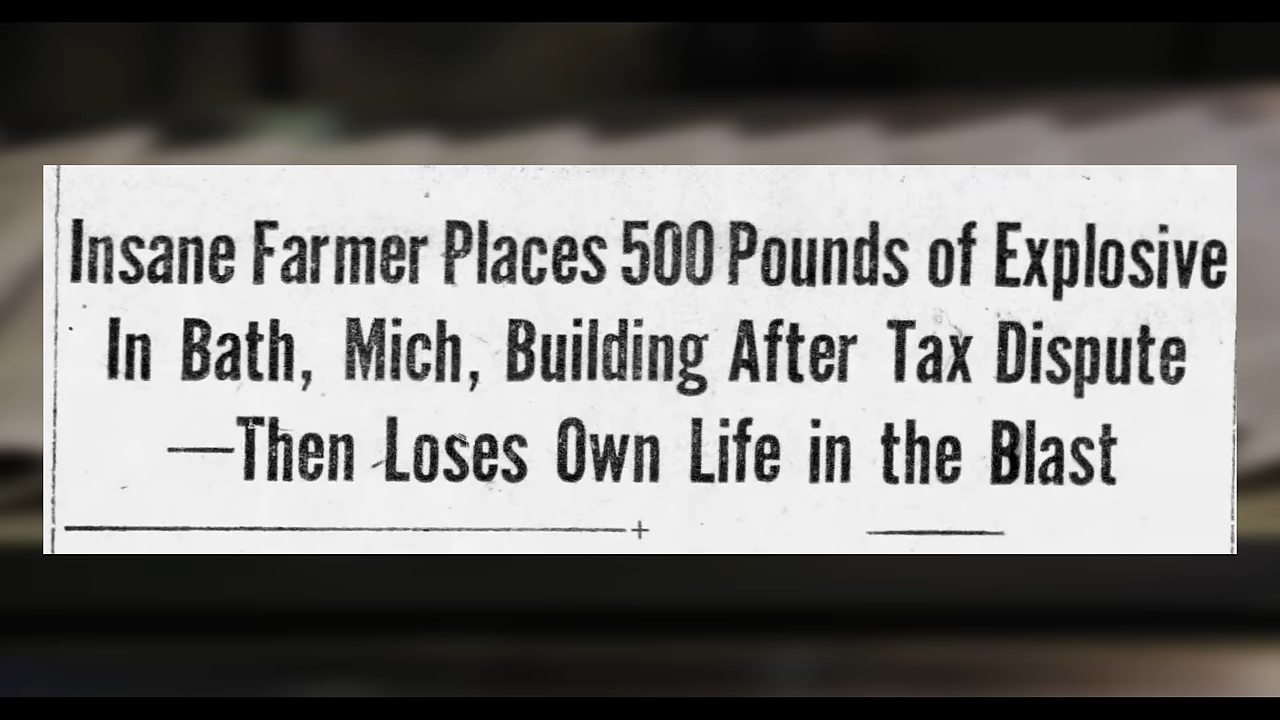 Insane Farmer Places 500 Pounds of Explosive
In Bath, Mich, Building After Tax Dispute
—Then Loses Own Life in the Blast